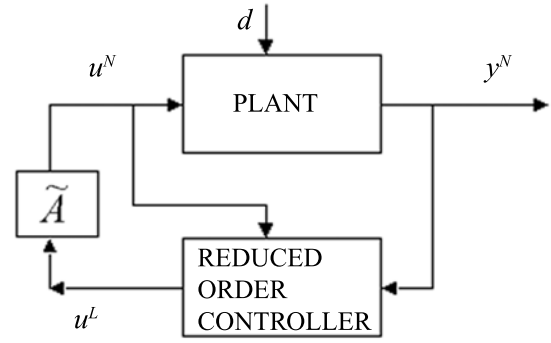 d
u^N
y^N
PLANT
Ã
REDUCED
ORDER
CONTROLLER
u^L